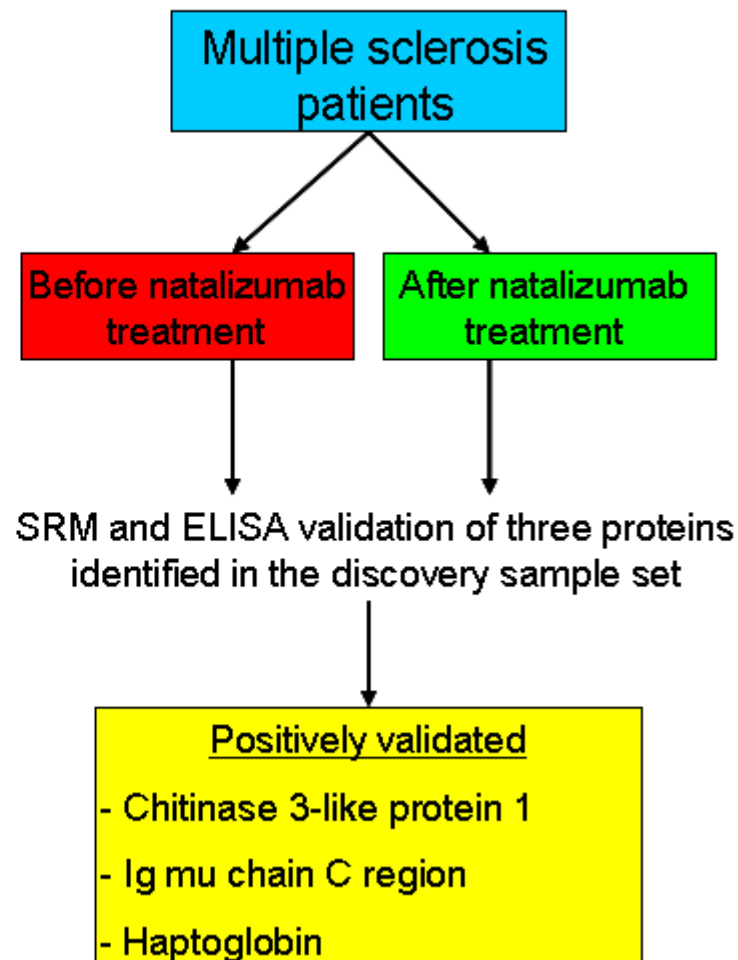 Multiple sclerosis
patients
Before natalizumab
treatment
After natalizumab
treatment
SRM and ELISA validation of three proteins
identified in the discovery sample set
Positively validated
- Chitinase 3-like protein 1
- Ig mu chain C region
- Haptoglobin